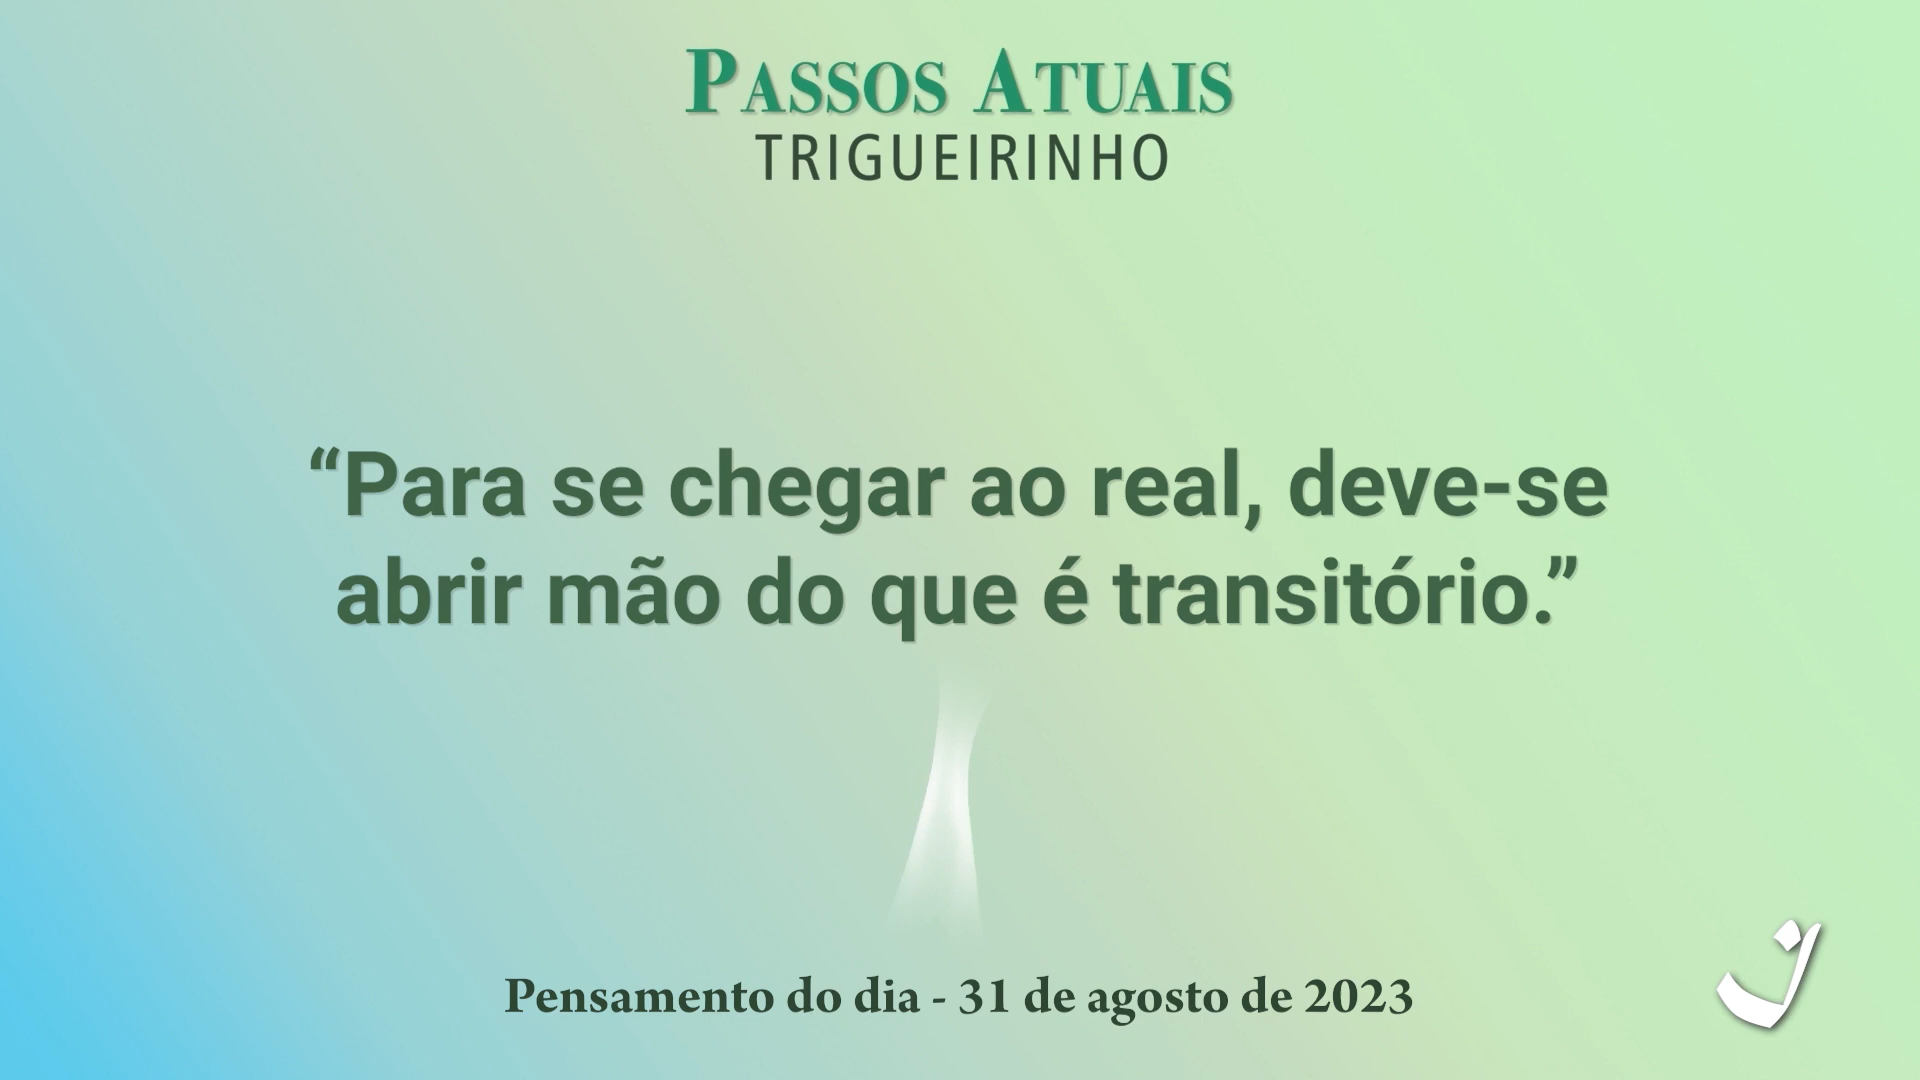 PASSOS ATUAIS
TRIGUEIRINHO
“Para se chegar ao real, deve-se
abrir mão do que é transitório.”
Pensamento do dia - 31 de agosto de 2023